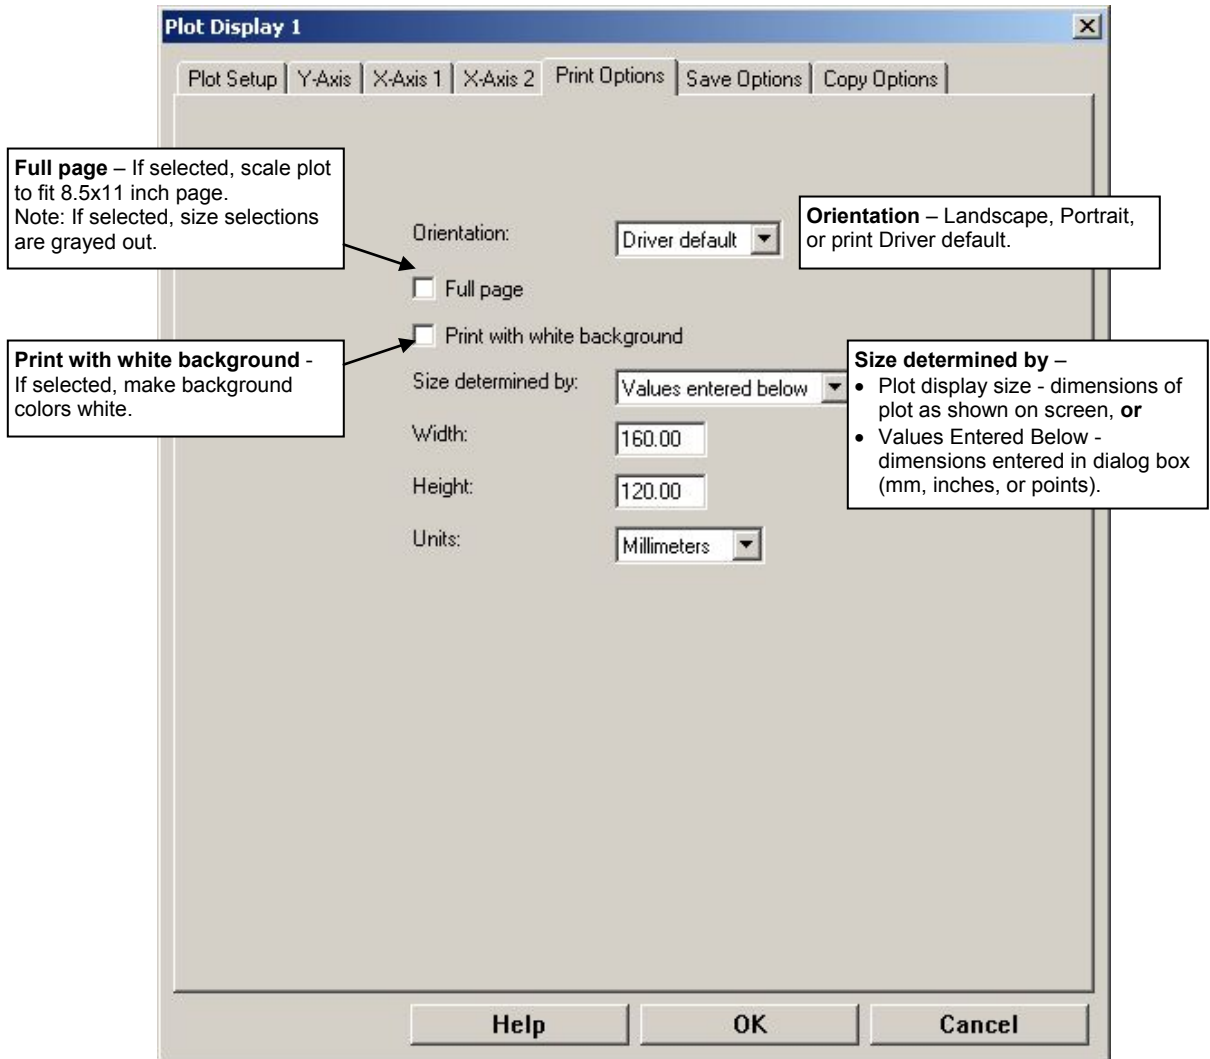 Plot Display 1
Plot Setup Y-Axis X-Axis 1 X-Axis 2 Print Options Save Options Copy Options
Full page – If selected, scale plot
to fit 8.5x11 inch page.
Note: If selected, size selections
are grayed out.
Orientation: Driver default
Orientation – Landscape, Portrait,
or print Driver default.
Full page
Print with white background
Print with white background -
If selected, make background
colors white.
Size determined by: Values entered below
Size determined by –
• Plot display size - dimensions of
plot as shown on screen, or
• Values Entered Below -
dimensions entered in dialog box
(mm, inches, or points).
Width: 160.00
Height: 120.00
Units: Millimeters
Help OK Cancel